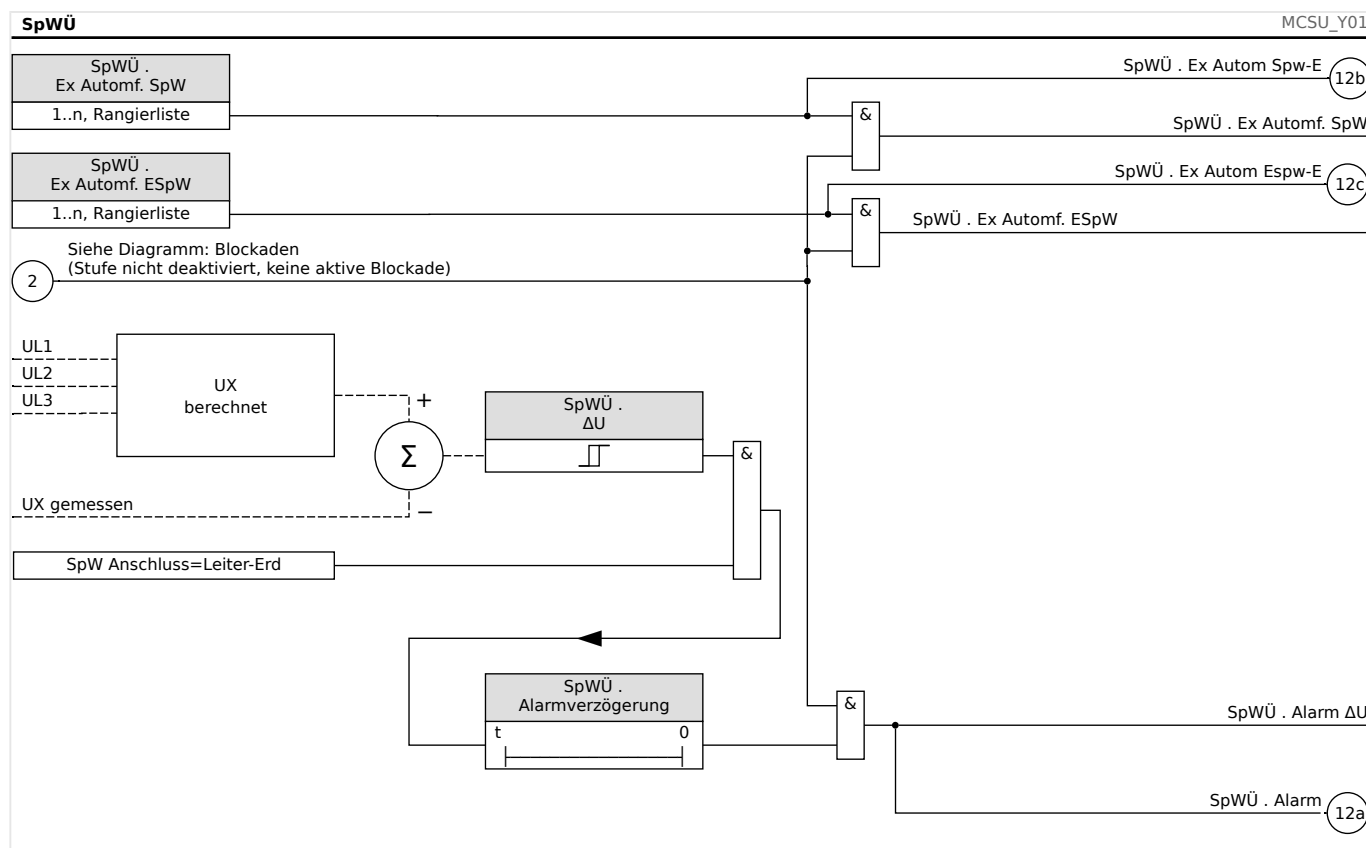 SpWÜ
MCSU_Y01
SpWÜ .
Ex Automf. SpW
1..n, Rangierliste
SpWÜ . Ex Autom Spw-E
12b
&
SpWÜ . Ex Automf. SpW
SpWÜ .
Ex Automf. ESpW
1..n, Rangierliste
SpWÜ . Ex Autom Espw-E
12c
&
SpWÜ . Ex Automf. ESpW
Siehe Diagramm: Blockaden
(Stufe nicht deaktiviert, keine aktive Blockade)
2
UL1
UL2
UL3
UX
berechnet
+
Σ
−
SpWÜ .
ΔU
&
UX gemessen
SpW Anschluss=Leiter-Erd
SpWÜ .
Alarmverzögerung
t
0
&
SpWÜ . Alarm ΔU
SpWÜ . Alarm
12a